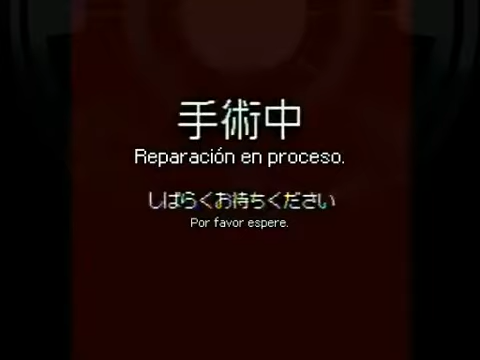 手術中
Reparación en proceso.
しばらくお待ちください
Por favor espere.